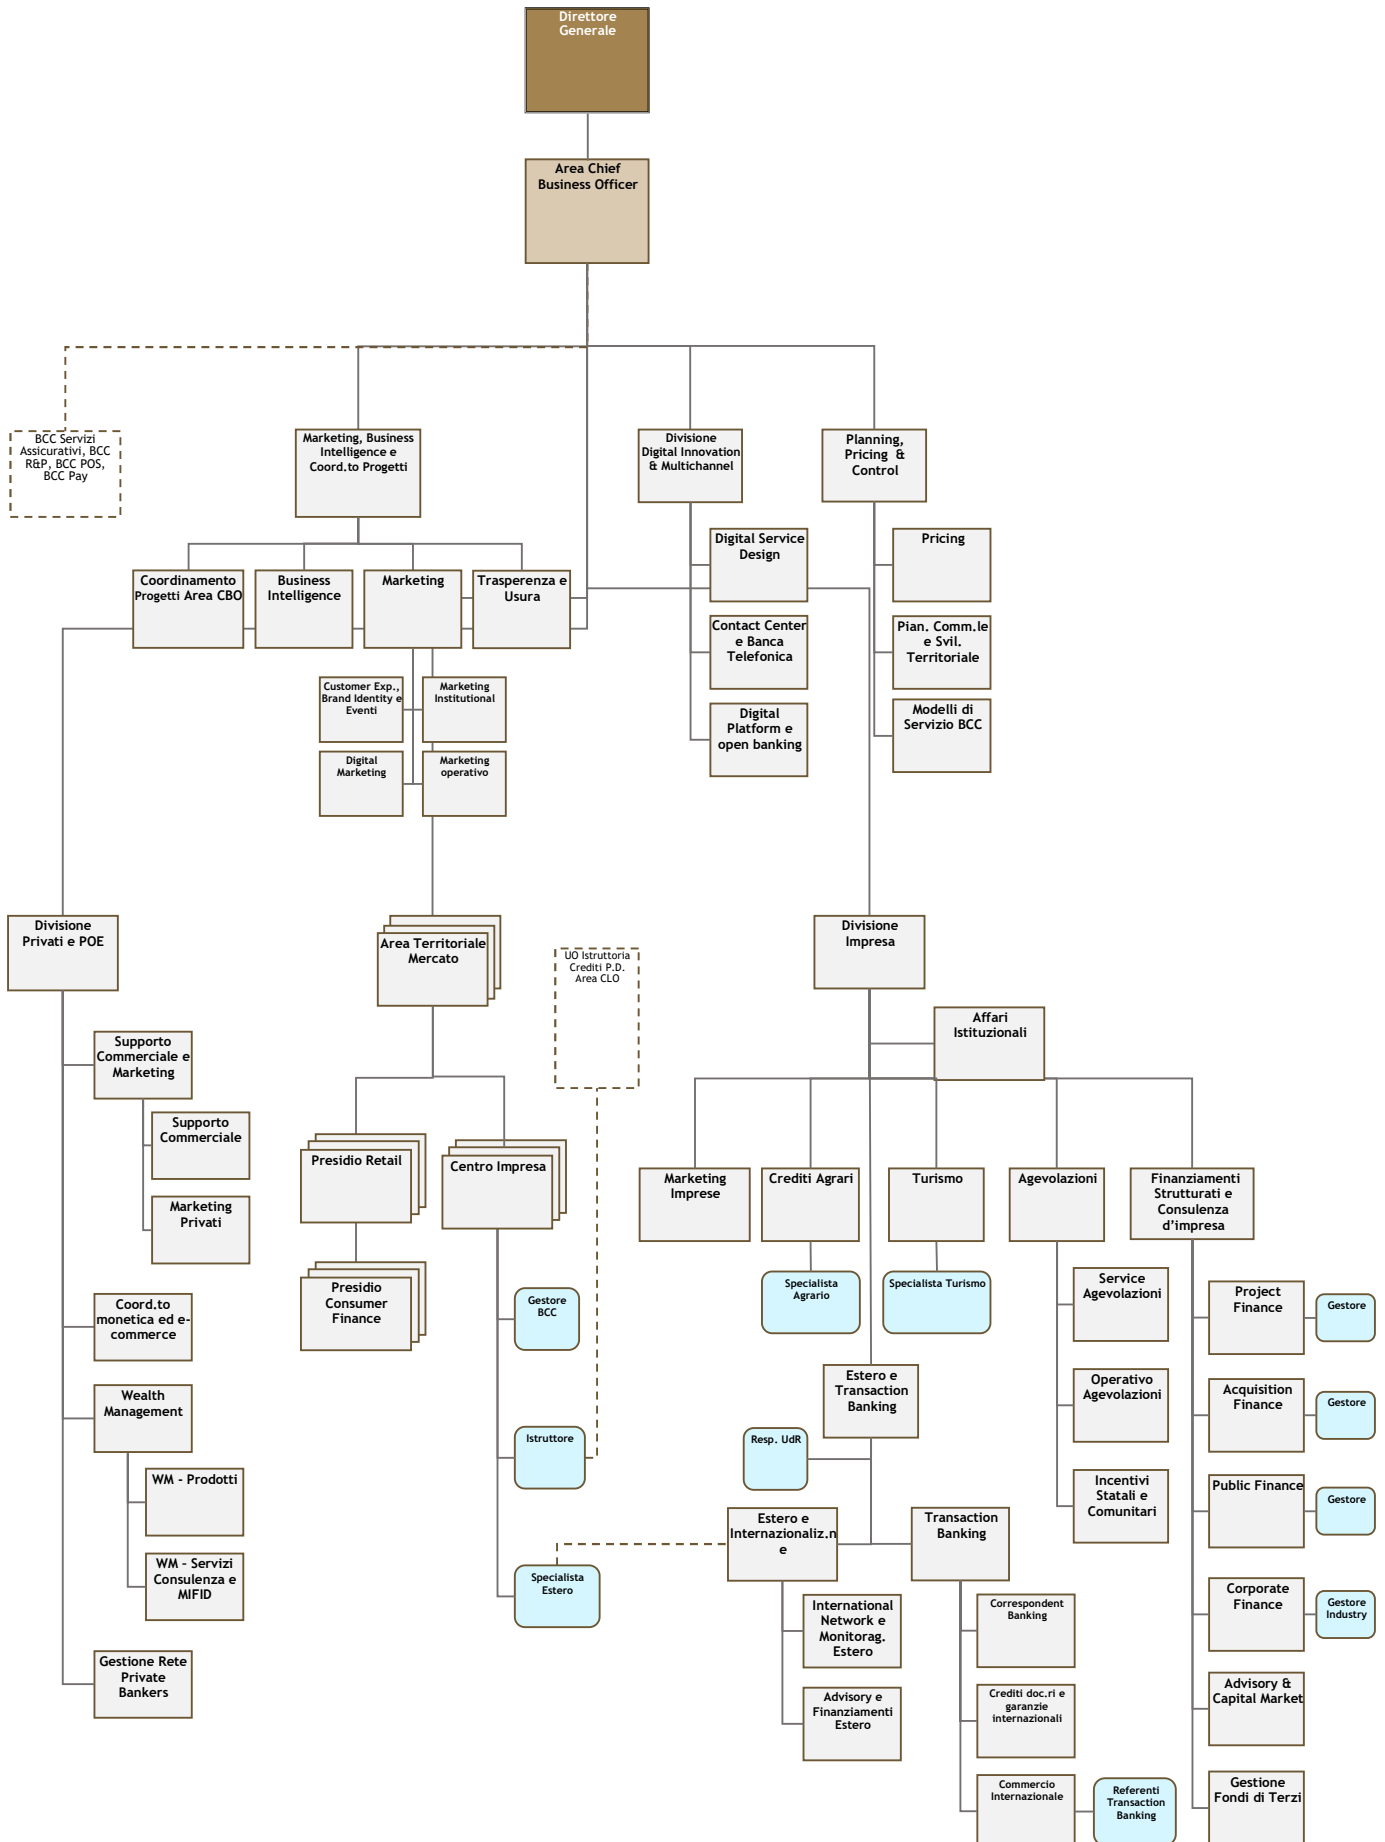 Direttore
Generale
Area Chief
Business Officer
BCC Servizi
Assicurativi, BCC
R&P, BCC POS,
BCC Pay
Marketing, Business
Intelligence e
Coord.to Progetti
Divisione
Digital Innovation
& Multichannel
Planning,
Pricing &
Control
Coordinamento
Progetti Area CBO
Business
Intelligence
Marketing
Trasperenza e
Usura
Digital Service
Design
Pricing
Contact Center
e Banca
Telefonica
Pian. Comm.le
e Svil.
Territoriale
Customer Exp.,
Brand Identity e
Eventi
Marketing
Institutional
Digital
Platform e
open banking
Modelli di
Servizio BCC
Digital
Marketing
Marketing
operativo
Divisione
Privati e POE
Area Territoriale
Mercato
UO Istruttoria
Crediti P.D.
Area CLO
Divisione
Impresa
Affari
Istituzionali
Supporto
Commerciale e
Marketing
Supporto
Commerciale
Marketing
Privati
Coord.to
monetica ed e-
commerce
Wealth
Management
WM - Prodotti
WM - Servizi
Consulenza e
MIFID
Gestione Rete
Private
Bankers
Presidio Retail
Presidio
Consumer
Finance
Centro Impresa
Gestore
BCC
Istruttore
Specialista
Estero
Marketing
Imprese
Crediti Agrari
Turismo
Agevolazioni
Finanziamenti
Strutturati e
Consulenza
d’impresa
Specialista
Agrario
Specialista Turismo
Service
Agevolazioni
Operativo
Agevolazioni
Incentivi
Statali e
Comunitari
Project
Finance
Gestore
Acquisition
Finance
Gestore
Public Finance
Gestore
Corporate
Finance
Gestore
Industry
Advisory &
Capital Market
Gestione
Fondi di Terzi
Estero e
Transaction
Banking
Resp. UdR
Estero e
Internazionaliz.n
e
Transaction
Banking
International
Network e
Monitorag.
Estero
Advisory e
Finanziamenti
Estero
Correspondent
Banking
Crediti doc.ri e
garanzie
internazionali
Commercio
Internazionale
Referenti
Transaction
Banking